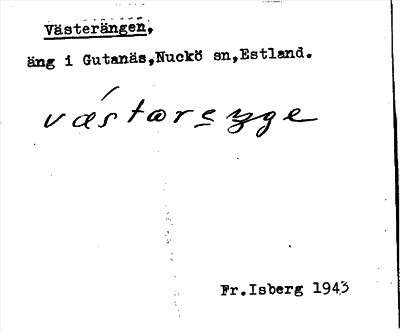 Västerängen,
äng i Gutanäs,Nuckö sn,Estland.
Fr.Isberg 1943